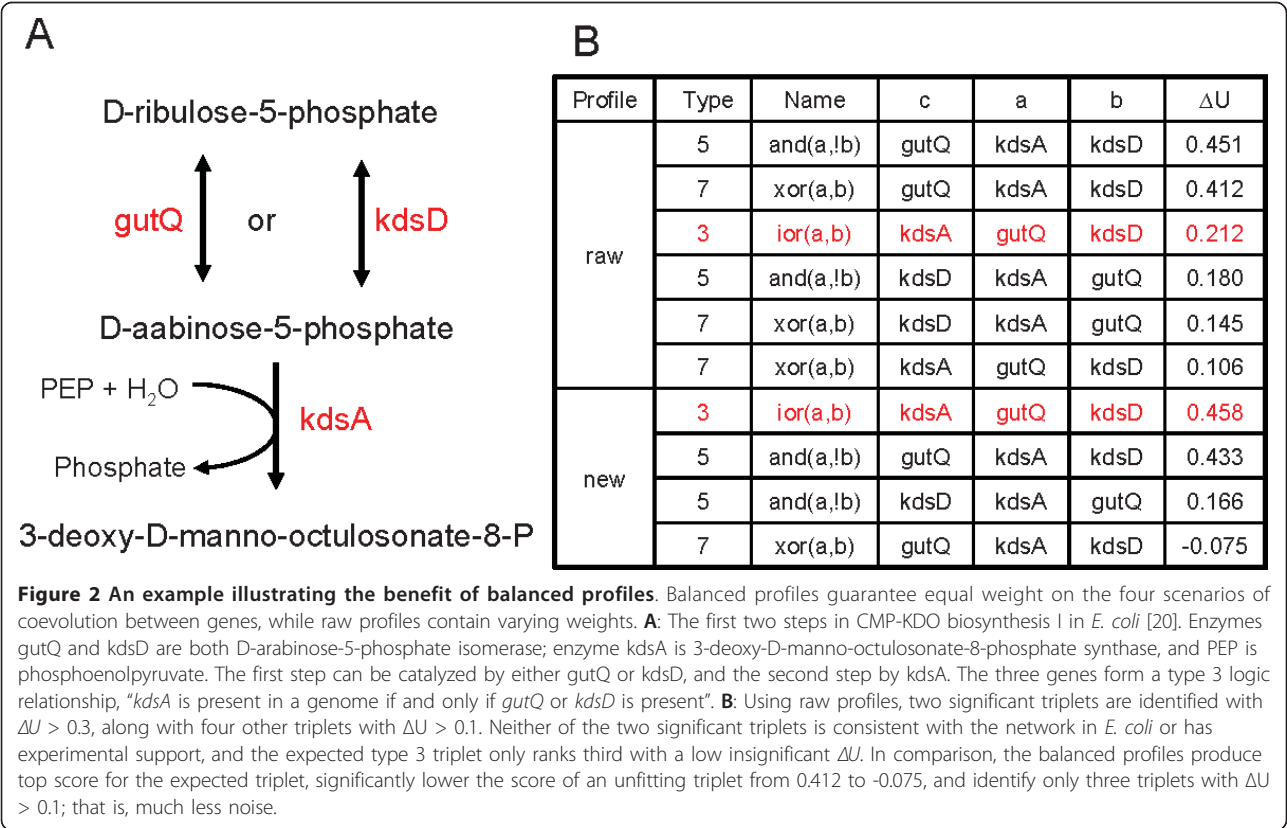 A
D-ribulose-5-phosphate
gutQ or kdsD
D-aabinose-5-phosphate
PEP + H₂O
kdsA
Phosphate
3-deoxy-D-manno-octulosonate-8-P
B
Profile Type Name c a b ΔU
raw
5 and(a,!b) gutQ kdsA kdsD 0.451
7 xor(a,b) gutQ kdsA kdsD 0.412
3 ior(a,b) kdsA gutQ kdsD 0.212
5 and(a,!b) kdsD kdsA gutQ 0.180
7 xor(a,b) kdsD kdsA gutQ 0.145
7 xor(a,b) kdsA gutQ kdsD 0.106
new
3 ior(a,b) kdsA gutQ kdsD 0.458
5 and(a,!b) gutQ kdsA kdsD 0.433
5 and(a,!b) kdsD kdsA gutQ 0.166
7 xor(a,b) gutQ kdsA kdsD -0.075
Figure 2 An example illustrating the benefit of balanced profiles. Balanced profiles guarantee equal weight on the four scenarios of
coevolution between genes, while raw profiles contain varying weights. A: The first two steps in CMP-KDO biosynthesis I in E. coli [20]. Enzymes
gutQ and kdsD are both D-arabinose-5-phosphate isomerase; enzyme kdsA is 3-deoxy-D-manno-octulosonate-8-phosphate synthase, and PEP is
phosphoenolpyruvate. The first step can be catalyzed by either gutQ or kdsD, and the second step by kdsA. The three genes form a type 3 logic
relationship, “kdsA is present in a genome if and only if gutQ or kdsD is present”. B: Using raw profiles, two significant triplets are identified with
ΔU > 0.3, along with four other triplets with ΔU > 0.1. Neither of the two significant triplets is consistent with the network in E. coli or has
experimental support, and the expected type 3 triplet only ranks third with a low insignificant ΔU. In comparison, the balanced profiles produce
top score for the expected triplet, significantly lower the score of an unfitting triplet from 0.412 to -0.075, and identify only three triplets with ΔU
> 0.1; that is, much less noise.